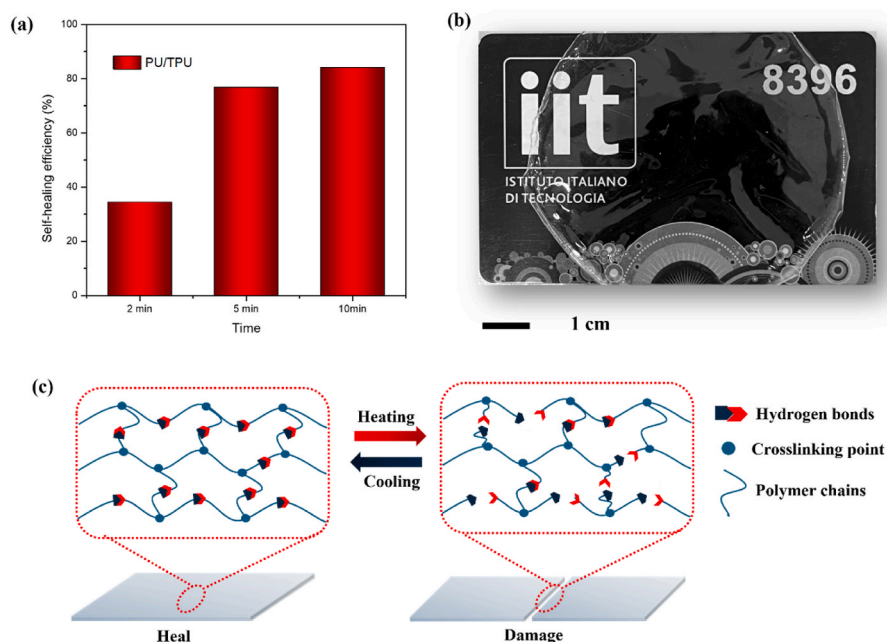 (a)
100
80
60
40
20
0
Self-healing efficiency (%)
PU/TPU
2 min
5 min
10min
Time
(b)
iit
ISTITUTO ITALIANO
DI TECNOLOGIA
8396
1 cm
(c)
Heating
Cooling
Hydrogen bonds
Crosslinking point
Polymer chains
Heal
Damage